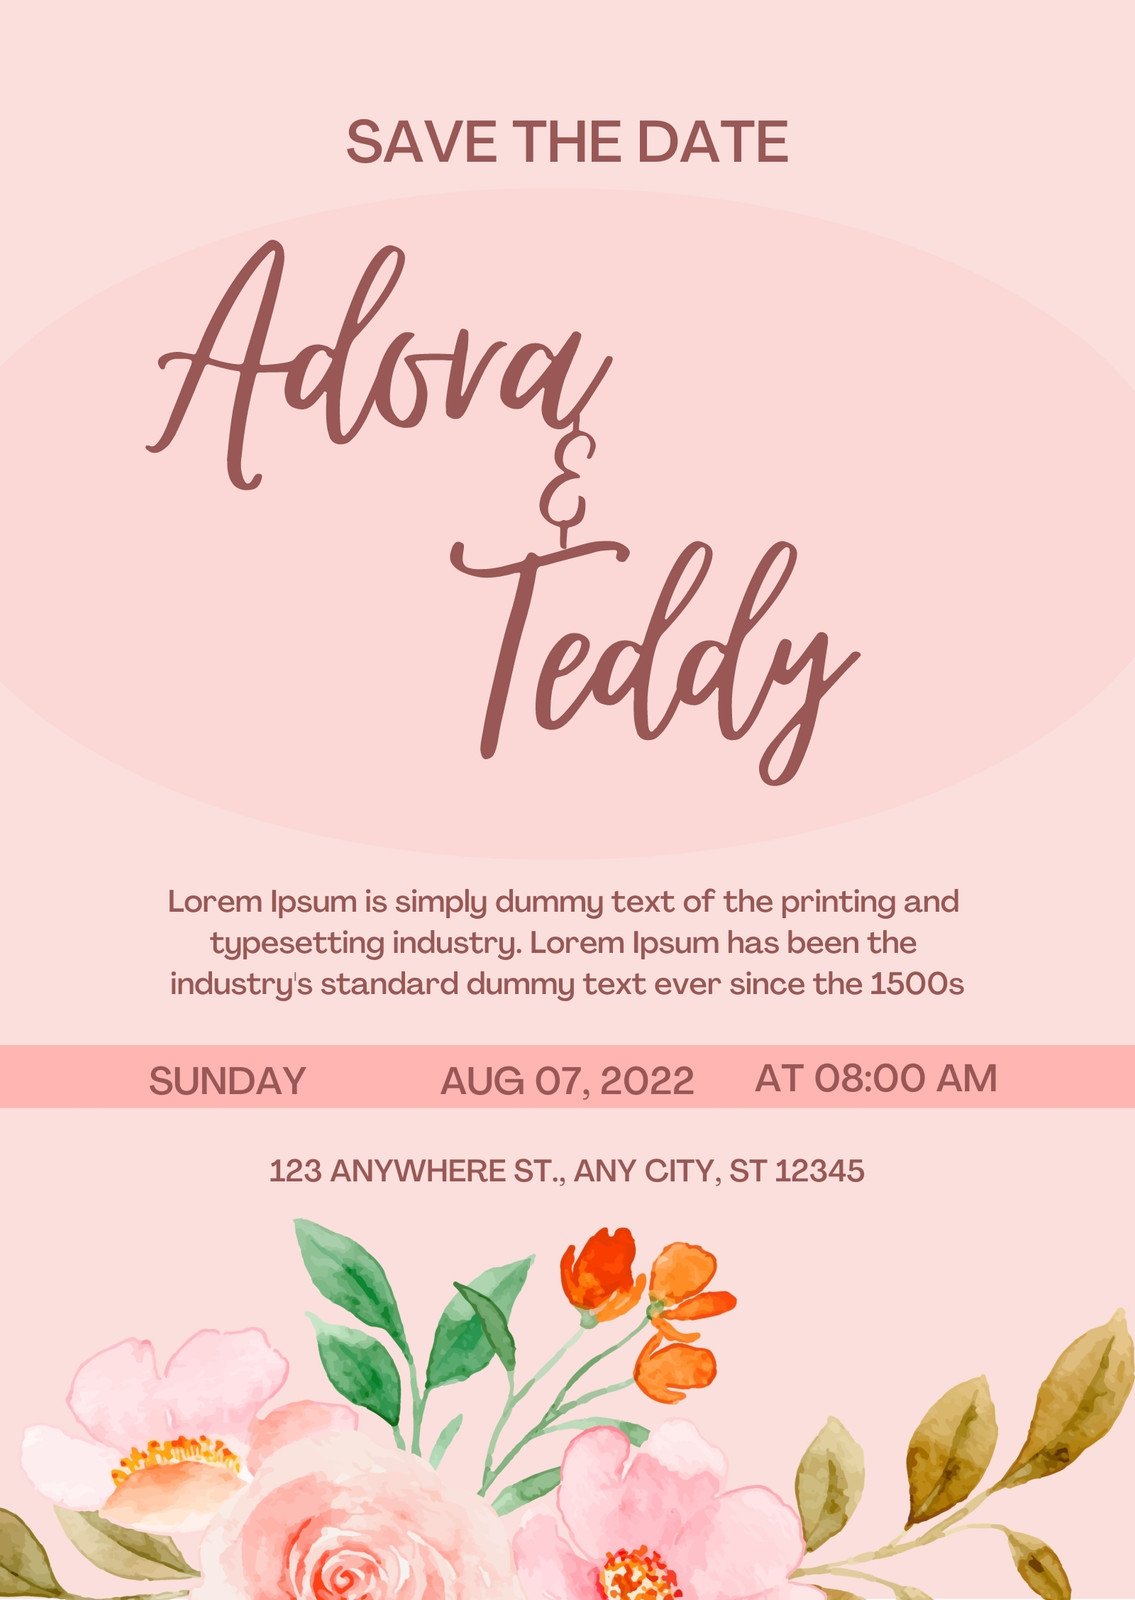 SAVE THE DATE
Adora
&
Teddy
Lorem Ipsum is simply dummy text of the printing and
typesetting industry. Lorem Ipsum has been the
industry's standard dummy text ever since the 1500s
SUNDAY AUG 07, 2022 AT 08:00 AM
123 ANYWHERE ST., ANY CITY, ST 12345